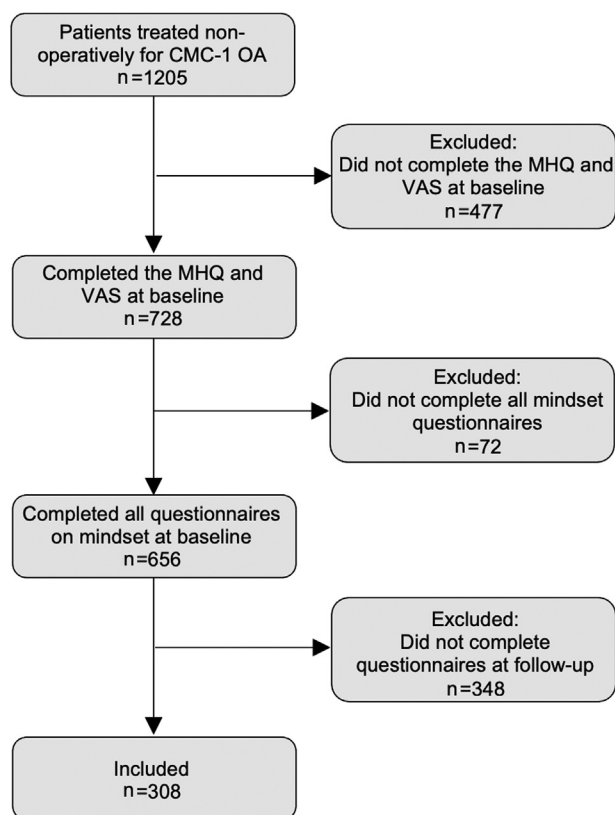 Patients treated non-
operatively for CMC-1 OA
n=1205
Excluded:
Did not complete the MHQ and
VAS at baseline
n=477
Completed the MHQ and
VAS at baseline
n=728
Excluded:
Did not complete all mindset
questionnaires
n=72
Completed all questionnaires
on mindset at baseline
n=656
Excluded:
Did not complete
questionnaires at follow-up
n=348
Included
n=308